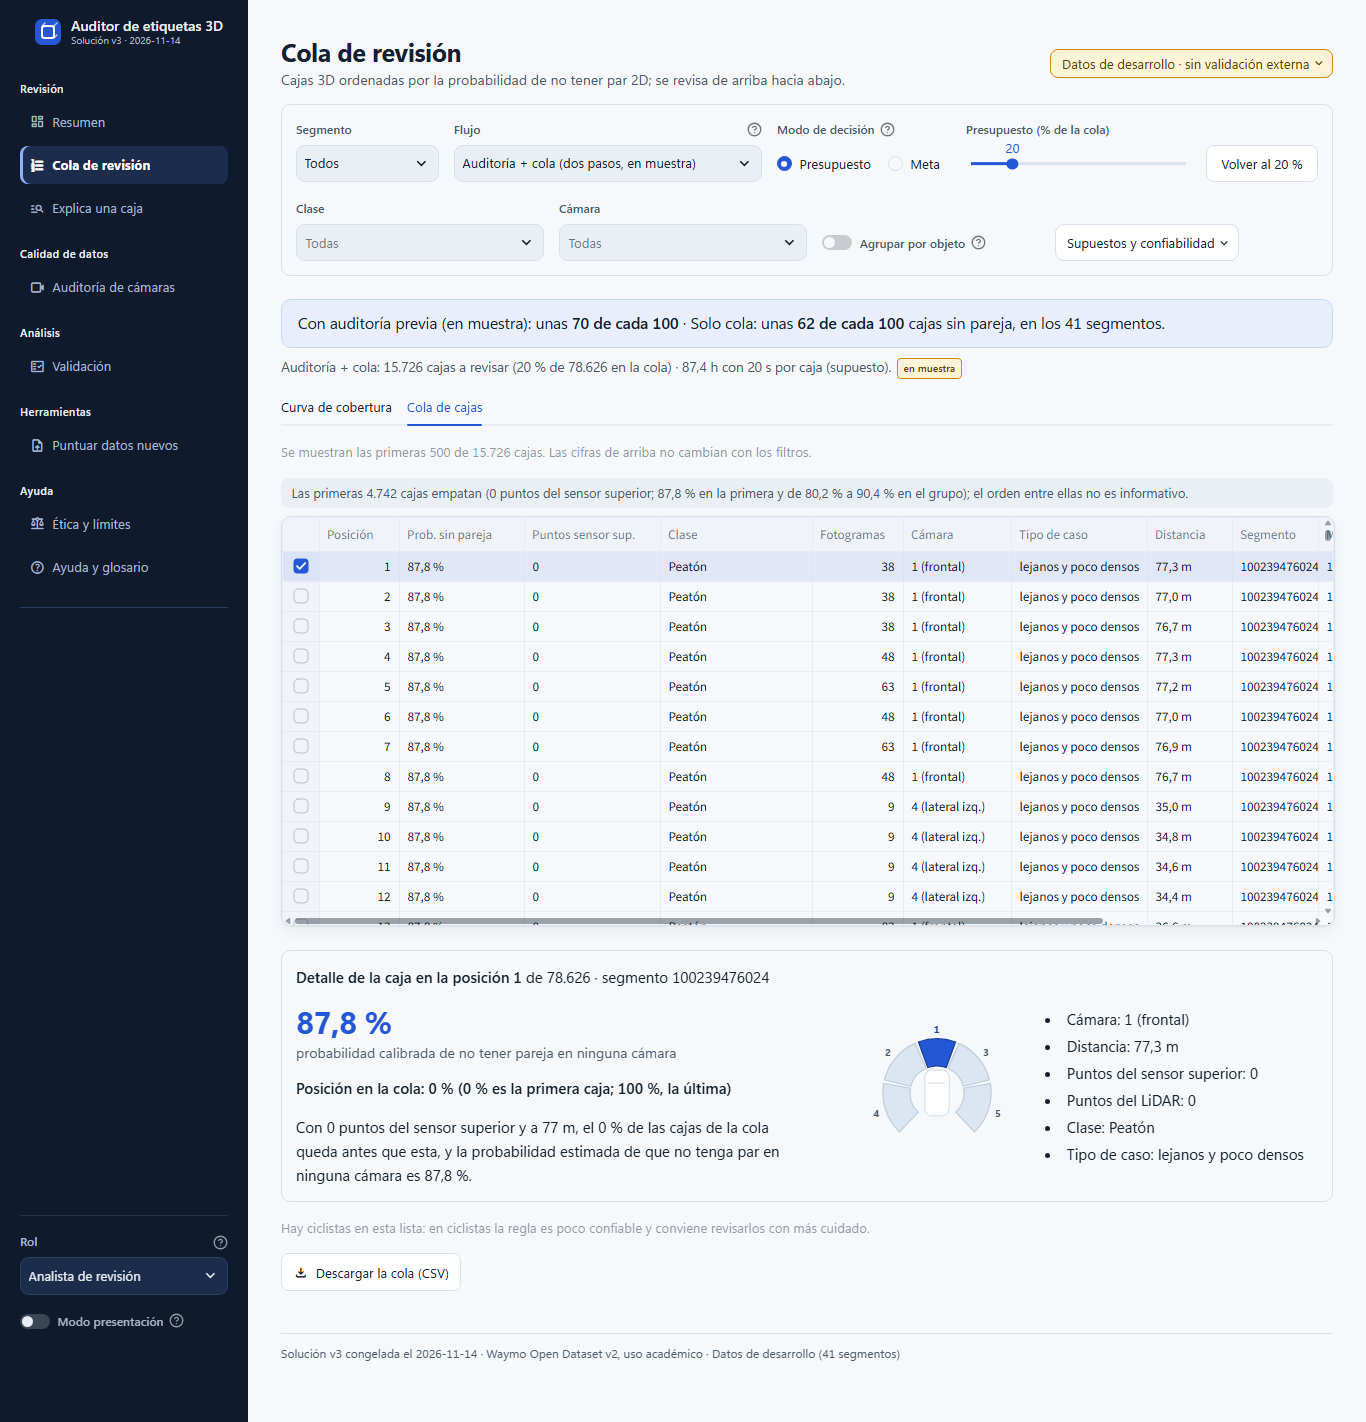 Auditor de etiquetas 3D
Solución v3 · 2026-11-14
Revisión
Resumen
Cola de revisión
Explica una caja
Calidad de datos
Auditoría de cámaras
Análisis
Validación
Herramientas
Puntuar datos nuevos
Ayuda
Ética y límites
Ayuda y glosario
Rol
Analista de revisión
Modo presentación
Cola de revisión
Cajas 3D ordenadas por la probabilidad de no tener par 2D; se revisa de arriba hacia abajo.
Datos de desarrollo · sin validación externa
Segmento
Todos
Flujo
Auditoría + cola (dos pasos, en muestra)
Modo de decisión
Presupuesto
Meta
Presupuesto (% de la cola)
20
Volver al 20 %
Clase
Todas
Cámara
Todas
Agrupar por objeto
Supuestos y confiabilidad
Con auditoría previa (en muestra): unas 70 de cada 100 · Solo cola: unas 62 de cada 100 cajas sin pareja, en los 41 segmentos.
Auditoría + cola: 15.726 cajas a revisar (20 % de 78.626 en la cola) · 87,4 h con 20 s por caja (supuesto). en muestra
Curva de cobertura Cola de cajas
Se muestran las primeras 500 de 15.726 cajas. Las cifras de arriba no cambian con los filtros.
Las primeras 4.742 cajas empatan (0 puntos del sensor superior; 87,8 % en la primera y de 80,2 % a 90,4 % en el grupo); el orden entre ellas no es informativo.
Posición Prob. sin pareja Puntos sensor sup. Clase Fotogramas Cámara Tipo de caso Distancia Segmento
1 87,8 % 0 Peatón 38 1 (frontal) lejanos y poco densos 77,3 m 100239476024 1
2 87,8 % 0 Peatón 38 1 (frontal) lejanos y poco densos 77,0 m 100239476024 1
3 87,8 % 0 Peatón 38 1 (frontal) lejanos y poco densos 76,7 m 100239476024 1
4 87,8 % 0 Peatón 48 1 (frontal) lejanos y poco densos 77,3 m 100239476024 1
5 87,8 % 0 Peatón 63 1 (frontal) lejanos y poco densos 77,2 m 100239476024 1
6 87,8 % 0 Peatón 48 1 (frontal) lejanos y poco densos 77,0 m 100239476024 1
7 87,8 % 0 Peatón 63 1 (frontal) lejanos y poco densos 76,9 m 100239476024 1
8 87,8 % 0 Peatón 48 1 (frontal) lejanos y poco densos 76,7 m 100239476024 1
9 87,8 % 0 Peatón 9 4 (lateral izq.) lejanos y poco densos 35,0 m 100239476024 1
10 87,8 % 0 Peatón 9 4 (lateral izq.) lejanos y poco densos 34,8 m 100239476024 1
11 87,8 % 0 Peatón 9 4 (lateral izq.) lejanos y poco densos 34,6 m 100239476024 1
12 87,8 % 0 Peatón 9 4 (lateral izq.) lejanos y poco densos 34,4 m 100239476024 1
Detalle de la caja en la posición 1 de 78.626 · segmento 100239476024
87,8 %
probabilidad calibrada de no tener pareja en ninguna cámara
Posición en la cola: 0 % (0 % es la primera caja; 100 %, la última)
Con 0 puntos del sensor superior y a 77 m, el 0 % de las cajas de la cola
queda antes que esta, y la probabilidad estimada de que no tenga par en
ninguna cámara es 87,8 %.
1
2 3
4 5
Cámara: 1 (frontal)
Distancia: 77,3 m
Puntos del sensor superior: 0
Puntos del LiDAR: 0
Clase: Peatón
Tipo de caso: lejanos y poco densos
Hay ciclistas en esta lista: en ciclistas la regla es poco confiable y conviene revisarlos con más cuidado.
Descargar la cola (CSV)
Solución v3 congelada el 2026-11-14 · Waymo Open Dataset v2, uso académico · Datos de desarrollo (41 segmentos)